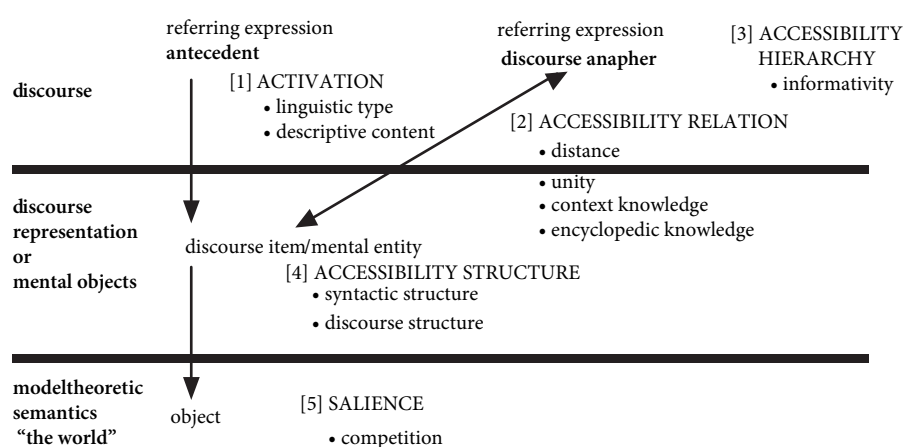 referring expression
antecedent
referring expression
discourse anapher
[3] ACCESSIBILITY
HIERARCHY
• informativity
discourse
[1] ACTIVATION
• linguistic type
• descriptive content
[2] ACCESSIBILITY RELATION
• distance
• unity
• context knowledge
• encyclopedic knowledge
discourse
representation
or
mental objects
discourse item/mental entity
[4] ACCESSIBILITY STRUCTURE
• syntactic structure
• discourse structure
modeltheoretic
semantics
“the world”
object
[5] SALIENCE
• competition